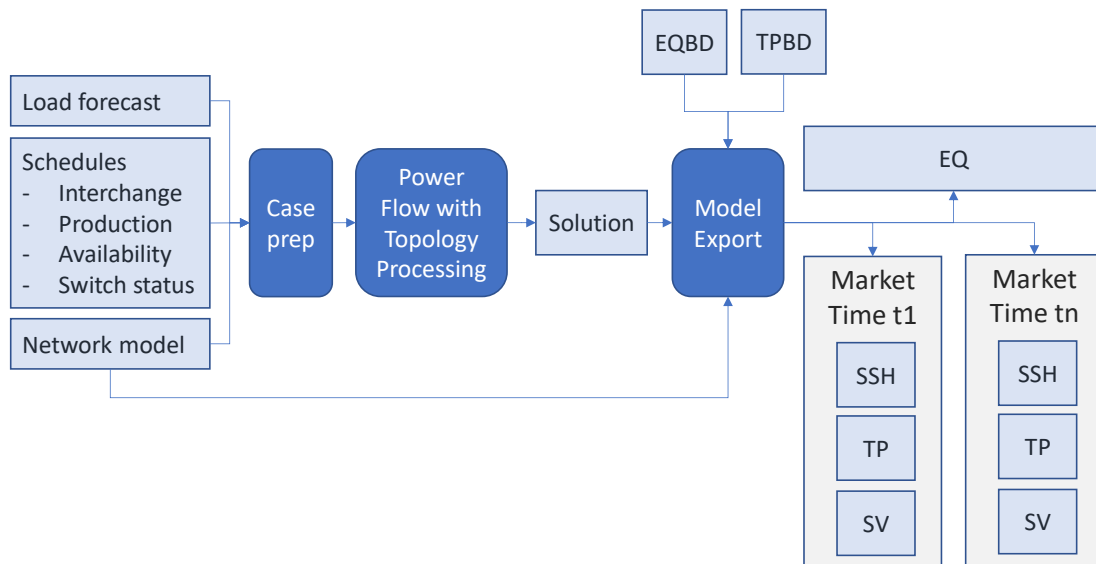 EQBD
TPBD
Load forecast
Schedules
- Interchange
- Production
- Availability
- Switch status
Network model
Case
prep
Power
Flow with
Topology
Processing
Solution
Model
Export
EQ
Market
Time t1
SSH
TP
SV
Market
Time tn
SSH
TP
SV